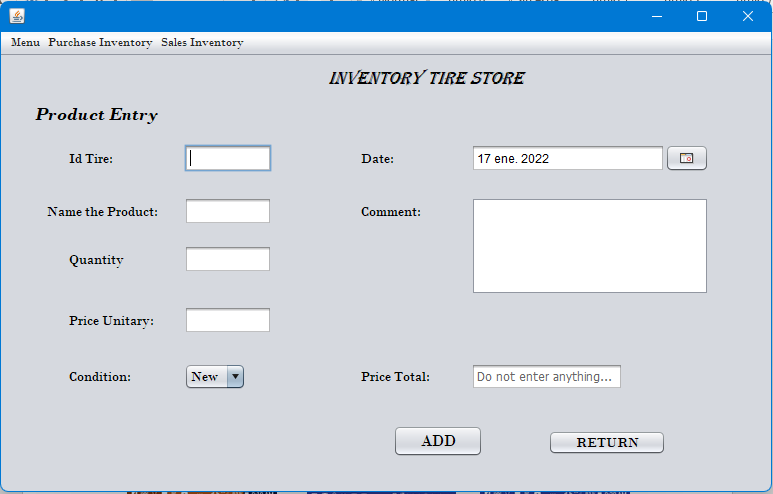 Menu Purchase Inventory Sales Inventory
INVENTORY TIRE STORE
Product Entry
Id Tire:
Date:
17 ene. 2022
Name the Product:
Comment:
Quantity
Price Unitary:
Condition:
New
Price Total:
Do not enter anything...
ADD
RETURN